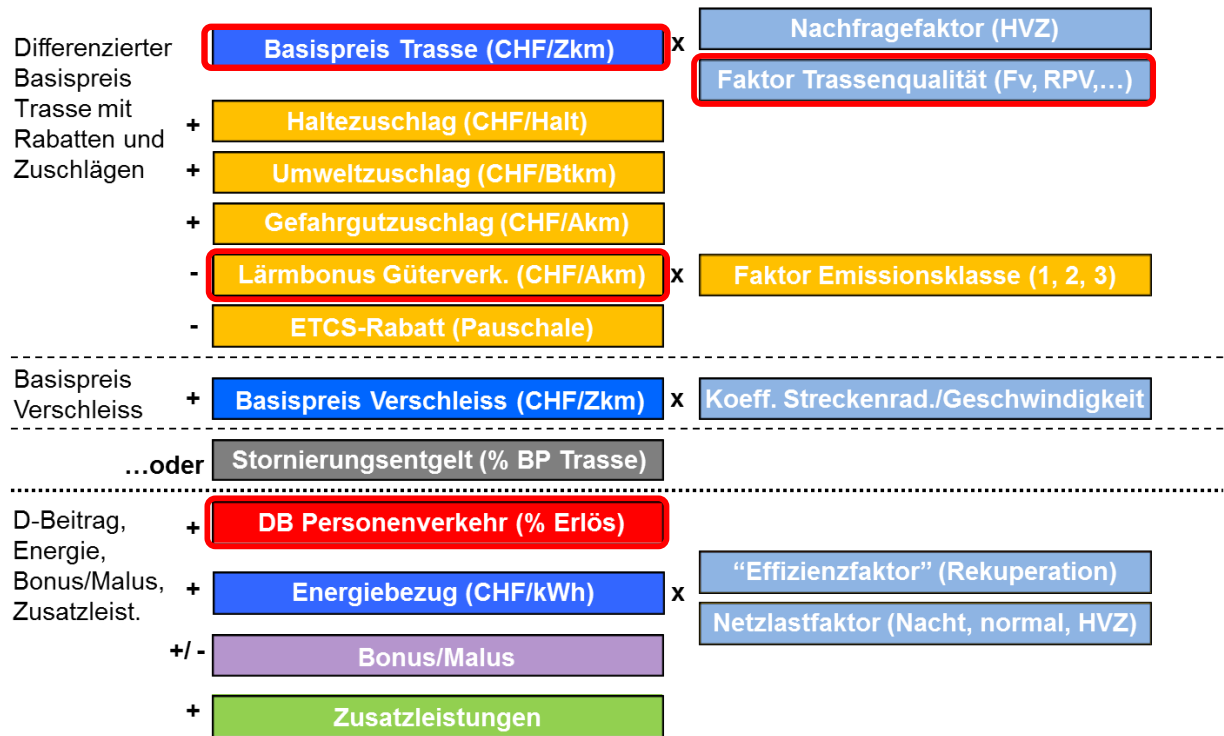 Differenzierter
Basispreis
Trasse mit
Rabatten und
Zuschlägen
Basispreis Trasse (CHF/Zkm)
x
Nachfragefaktor (HVZ)
Faktor Trassenqualität (Fv, RPV,…)
+ Haltezuschlag (CHF/Halt)
+ Umweltzuschlag (CHF/Btkm)
+ Gefahrgutzuschlag (CHF/Akm)
- Lärmbonus Güterverk. (CHF/Akm) x Faktor Emissionsklasse (1, 2, 3)
- ETCS-Rabatt (Pauschale)
Basispreis
Verschleiss
+ Basispreis Verschleiss (CHF/Zkm) x Koeff. Streckenrad./Geschwindigkeit
…oder Stornierungsentgelt (% BP Trasse)
D-Beitrag,
Energie,
Bonus/Malus,
Zusatzleist.
+ DB Personenverkehr (% Erlös)
+ Energiebezug (CHF/kWh) x
“Effizienzfaktor” (Rekuperation)
Netzlastfaktor (Nacht, normal, HVZ)
+/ - Bonus/Malus
+ Zusatzleistungen